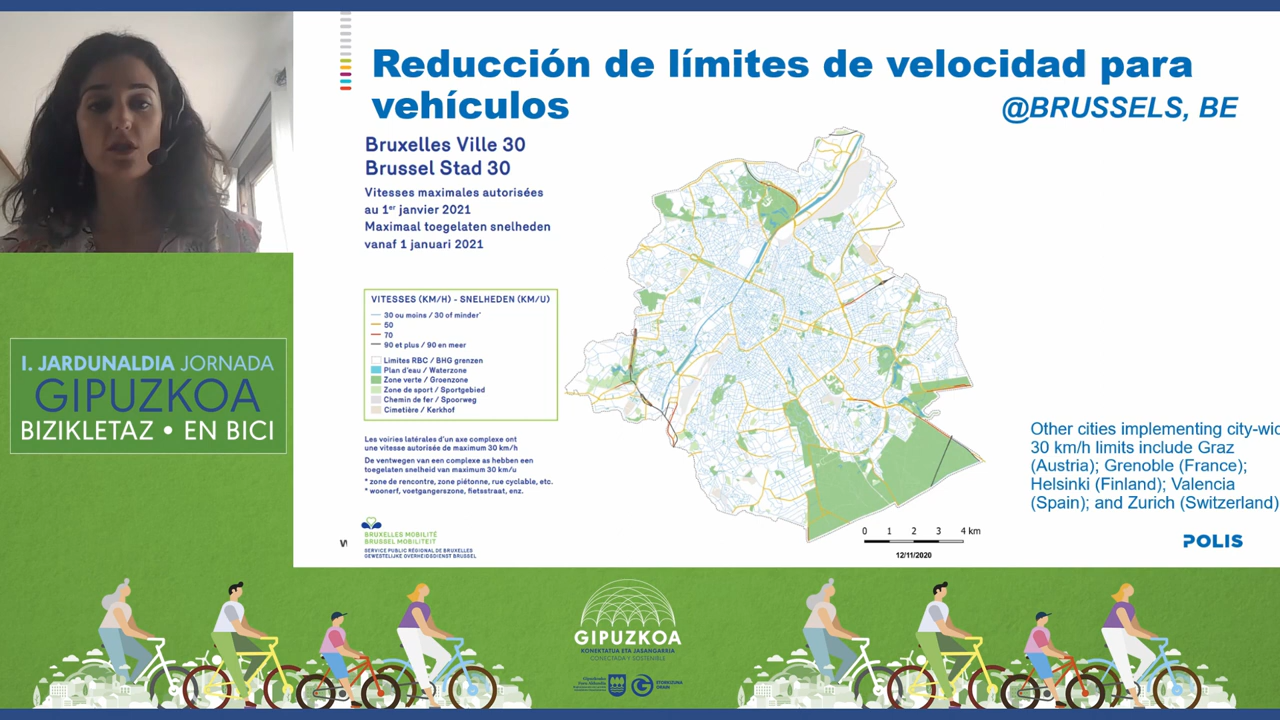 Reducción de límites de velocidad para
vehículos
@BRUSSELS, BE
Bruxelles Ville 30
Brussel Stad 30
Vitesses maximales autorisées
au 1er janvier 2021
Maximaal toegelaten snelheden
vanaf 1 januari 2021
VITESSES (KM/H) - SNELHEDEN (KM/U)
30 ou moins / 30 of minder*
50
70
90 et plus / 90 en meer
Limites RBC / BHG grenzen
Plan d'eau / Waterzone
Zone verte / Groenzone
Zone de sport / Sportgebied
Chemin de fer / Spoorweg
Cimetière / Kerkhof
Les voiries latérales d'un axe complexe ont
une vitesse autorisée de maximum 30 km/h
De ventwegen van een complexe as hebben een
toegelaten snelheid van maximum 30 km/u
* zone de rencontre, zone piétonne, rue cyclable, etc.
* woonerf, voetgangerszone, fietsstraat, enz.
BRUXELLES MOBILITÉ
BRUSSEL MOBILITEIT
SERVICE PUBLIC RÉGIONAL DE BRUXELLES
GEWESTELIJKE OVERHEIDSDIENST BRUSSEL
0 1 2 3 4 km
12/11/2020
Other cities implementing city-wid
30 km/h limits include Graz
(Austria); Grenoble (France);
Helsinki (Finland); Valencia
(Spain); and Zurich (Switzerland)
POLIS
I. JARDUNALDIA JORNADA
GIPUZKOA
BIZIKLETAZ • EN BICI
GIPUZKOA
KONEKTATUA ETA JASANGARRIA
CONECTADA Y SOSTENIBLE
Gipuzkoako
Foru Aldundia
ETORKIZUNA
ORAIN